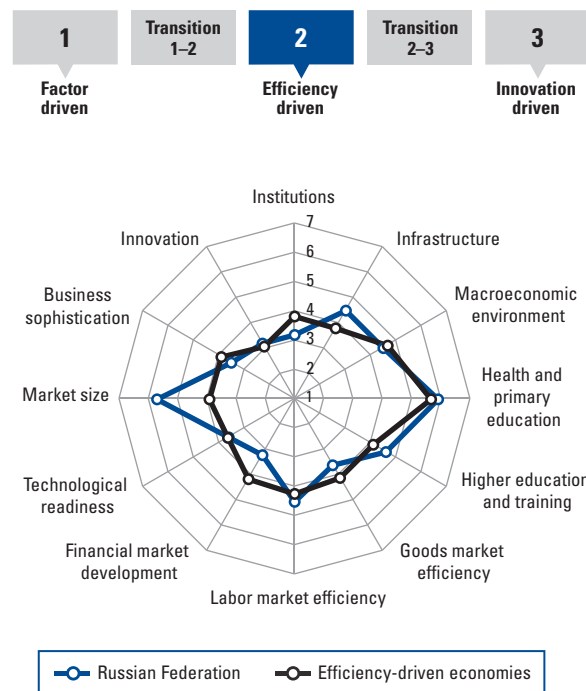 1
Transition
1–2
2
Transition
2–3
3
Factor
driven
Efficiency
driven
Innovation
driven
Institutions
Infrastructure
Macroeconomic
environment
Health and
primary
education
Higher education
and training
Goods market
efficiency
Labor market efficiency
Financial market
development
Technological
readiness
Market size
Business
sophistication
Innovation
7
6
5
4
3
2
1
Russian Federation
Efficiency-driven economies